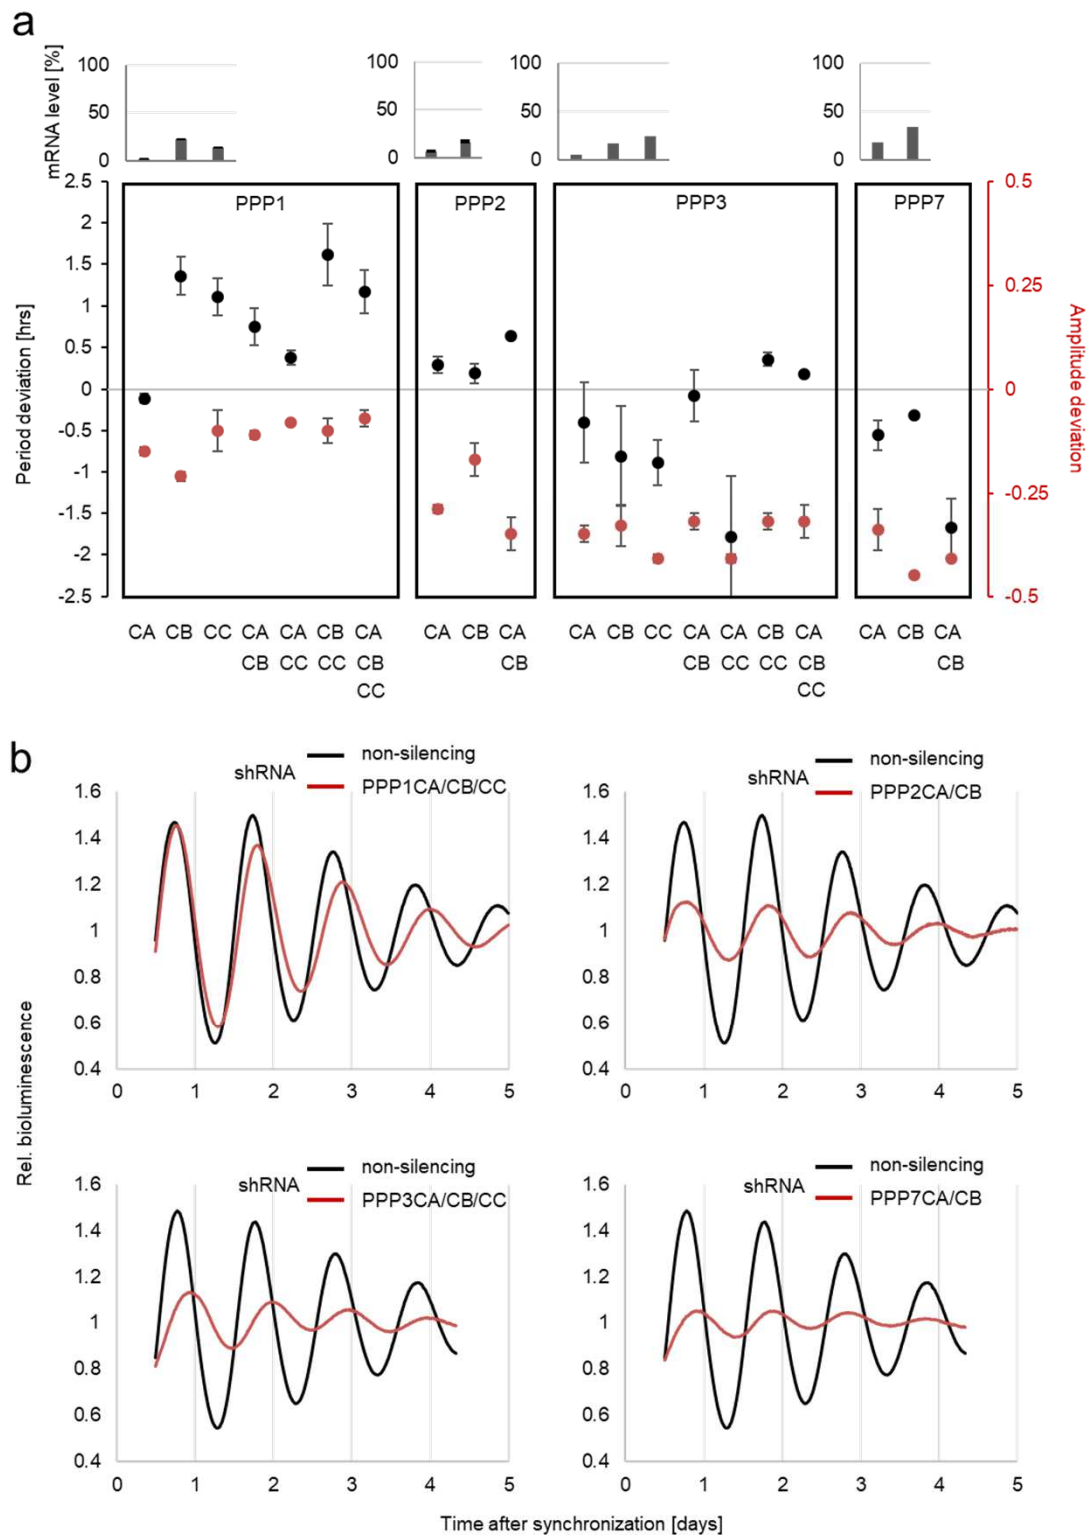 a
mRNA level [%]
100
50
0
100
50
0
100
50
0
100
50
0
2.5
2
1.5
1
0.5
0
-0.5
-1
-1.5
-2
-2.5
Period deviation [hrs]
PPP1
PPP2
PPP3
PPP7
0.5
0.25
0
-0.25
-0.5
Amplitude deviation
CA CB CC CA CA CB CA
CB CC CC CB
CC
CA CB CA
CB
CA CB CC CA CA CB CA
CB CC CC CB
CC
CA CB CA
CB
b
Rel. bioluminescence
shRNA
non-silencing
PPP1CA/CB/CC
1.6
1.4
1.2
1
0.8
0.6
0.4
0 1 2 3 4 5
shRNA
non-silencing
PPP2CA/CB
1.6
1.4
1.2
1
0.8
0.6
0.4
0 1 2 3 4 5
shRNA
non-silencing
PPP3CA/CB/CC
1.6
1.4
1.2
1
0.8
0.6
0.4
0 1 2 3 4 5
shRNA
non-silencing
PPP7CA/CB
1.6
1.4
1.2
1
0.8
0.6
0.4
0 1 2 3 4 5
Time after synchronization [days]